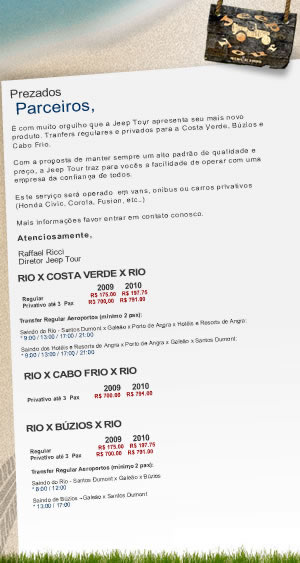 Prezados
Parceiros,
É com muito orgulho que a Jeep Tour apresenta seu mais novo
produto. Tranfers regulares e privados para a Costa Verde, Búzios e
Cabo Frio.
Com a proposta de manter sempre um alto padrão de qualidade e
preço, a Jeep Tour traz para vocês a facilidade de operar com uma
empresa da confiança de todos.
Este serviço será operado em vans, onibus ou carros privativos
(Honda Civic, Corola, Fusion, etc..)
Mais informações favor entrar em contato conosco.
Atenciosamente,
Raffael Ricci
Diretor Jeep Tour
RIO X COSTA VERDE X RIO
2009 2010
Regular R$ 175.00 R$ 197.75
Privativo até 3 Pax R$ 700,00 R$ 791.00
Transfer Regular Aeroportos (mínimo 2 pax):
Saindo do Rio - Santos Dumont x Galeão x Porto de Angra x Hotéis e Resorts de Angra:
* 9:00 / 13:00 / 17:00 / 21:00
Saindo dos Hotéis e Resorts de Angra x Porto de Angra x Galeão x Santos Dumont:
* 9:00 / 13:00 / 17:00 / 21:00
RIO X CABO FRIO X RIO
2009 2010
Privativo até 3 Pax R$ 700.00 R$ 791.00
RIO X BÚZIOS X RIO
2009 2010
Regular R$ 175.00 R$ 197.75
Privativo até 3 Pax R$ 700,00 R$ 791.00
Transfer Regular Aeroportos (mínimo 2 pax):
Saindo do Rio - Santos Dumont x Galeão x Búzios
* 8:00 / 12:00
Saindo de Búzios - Galeão x Santos Dumont
* 13:00 / 17:00